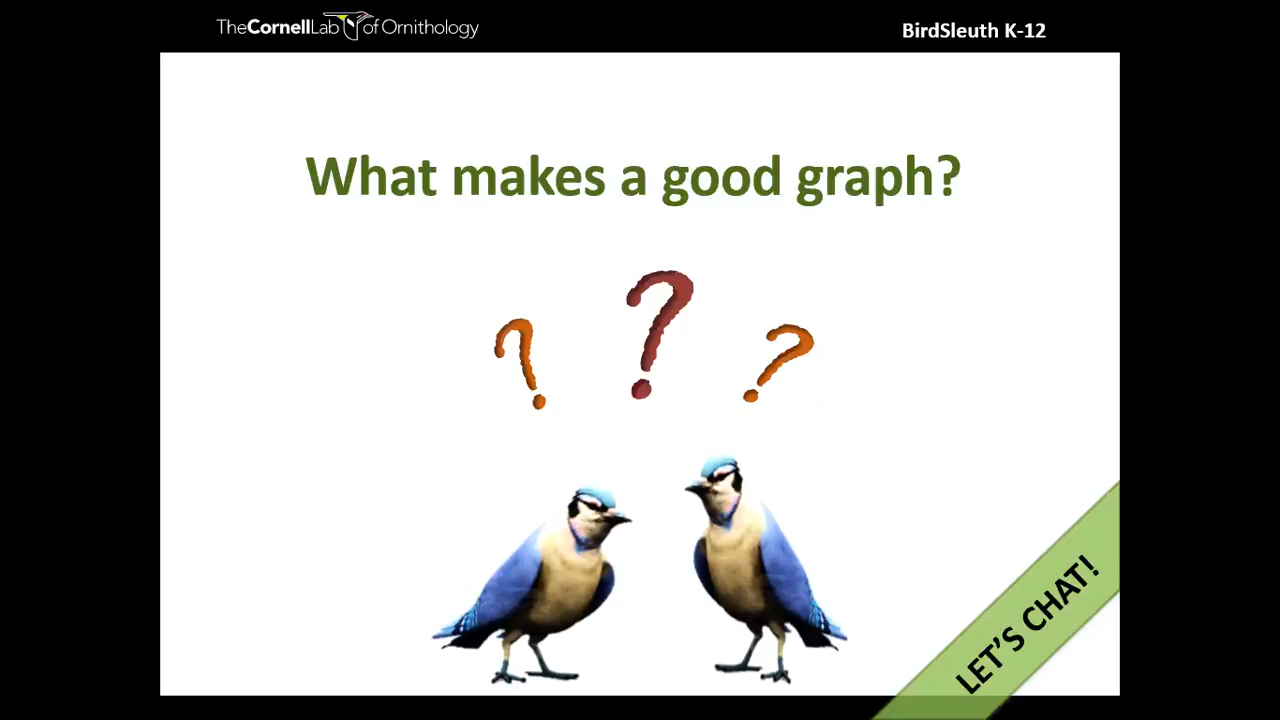 TheCornellLab of Ornithology
BirdSleuth K-12
What makes a good graph?
? ? ?
LET'S CHAT!